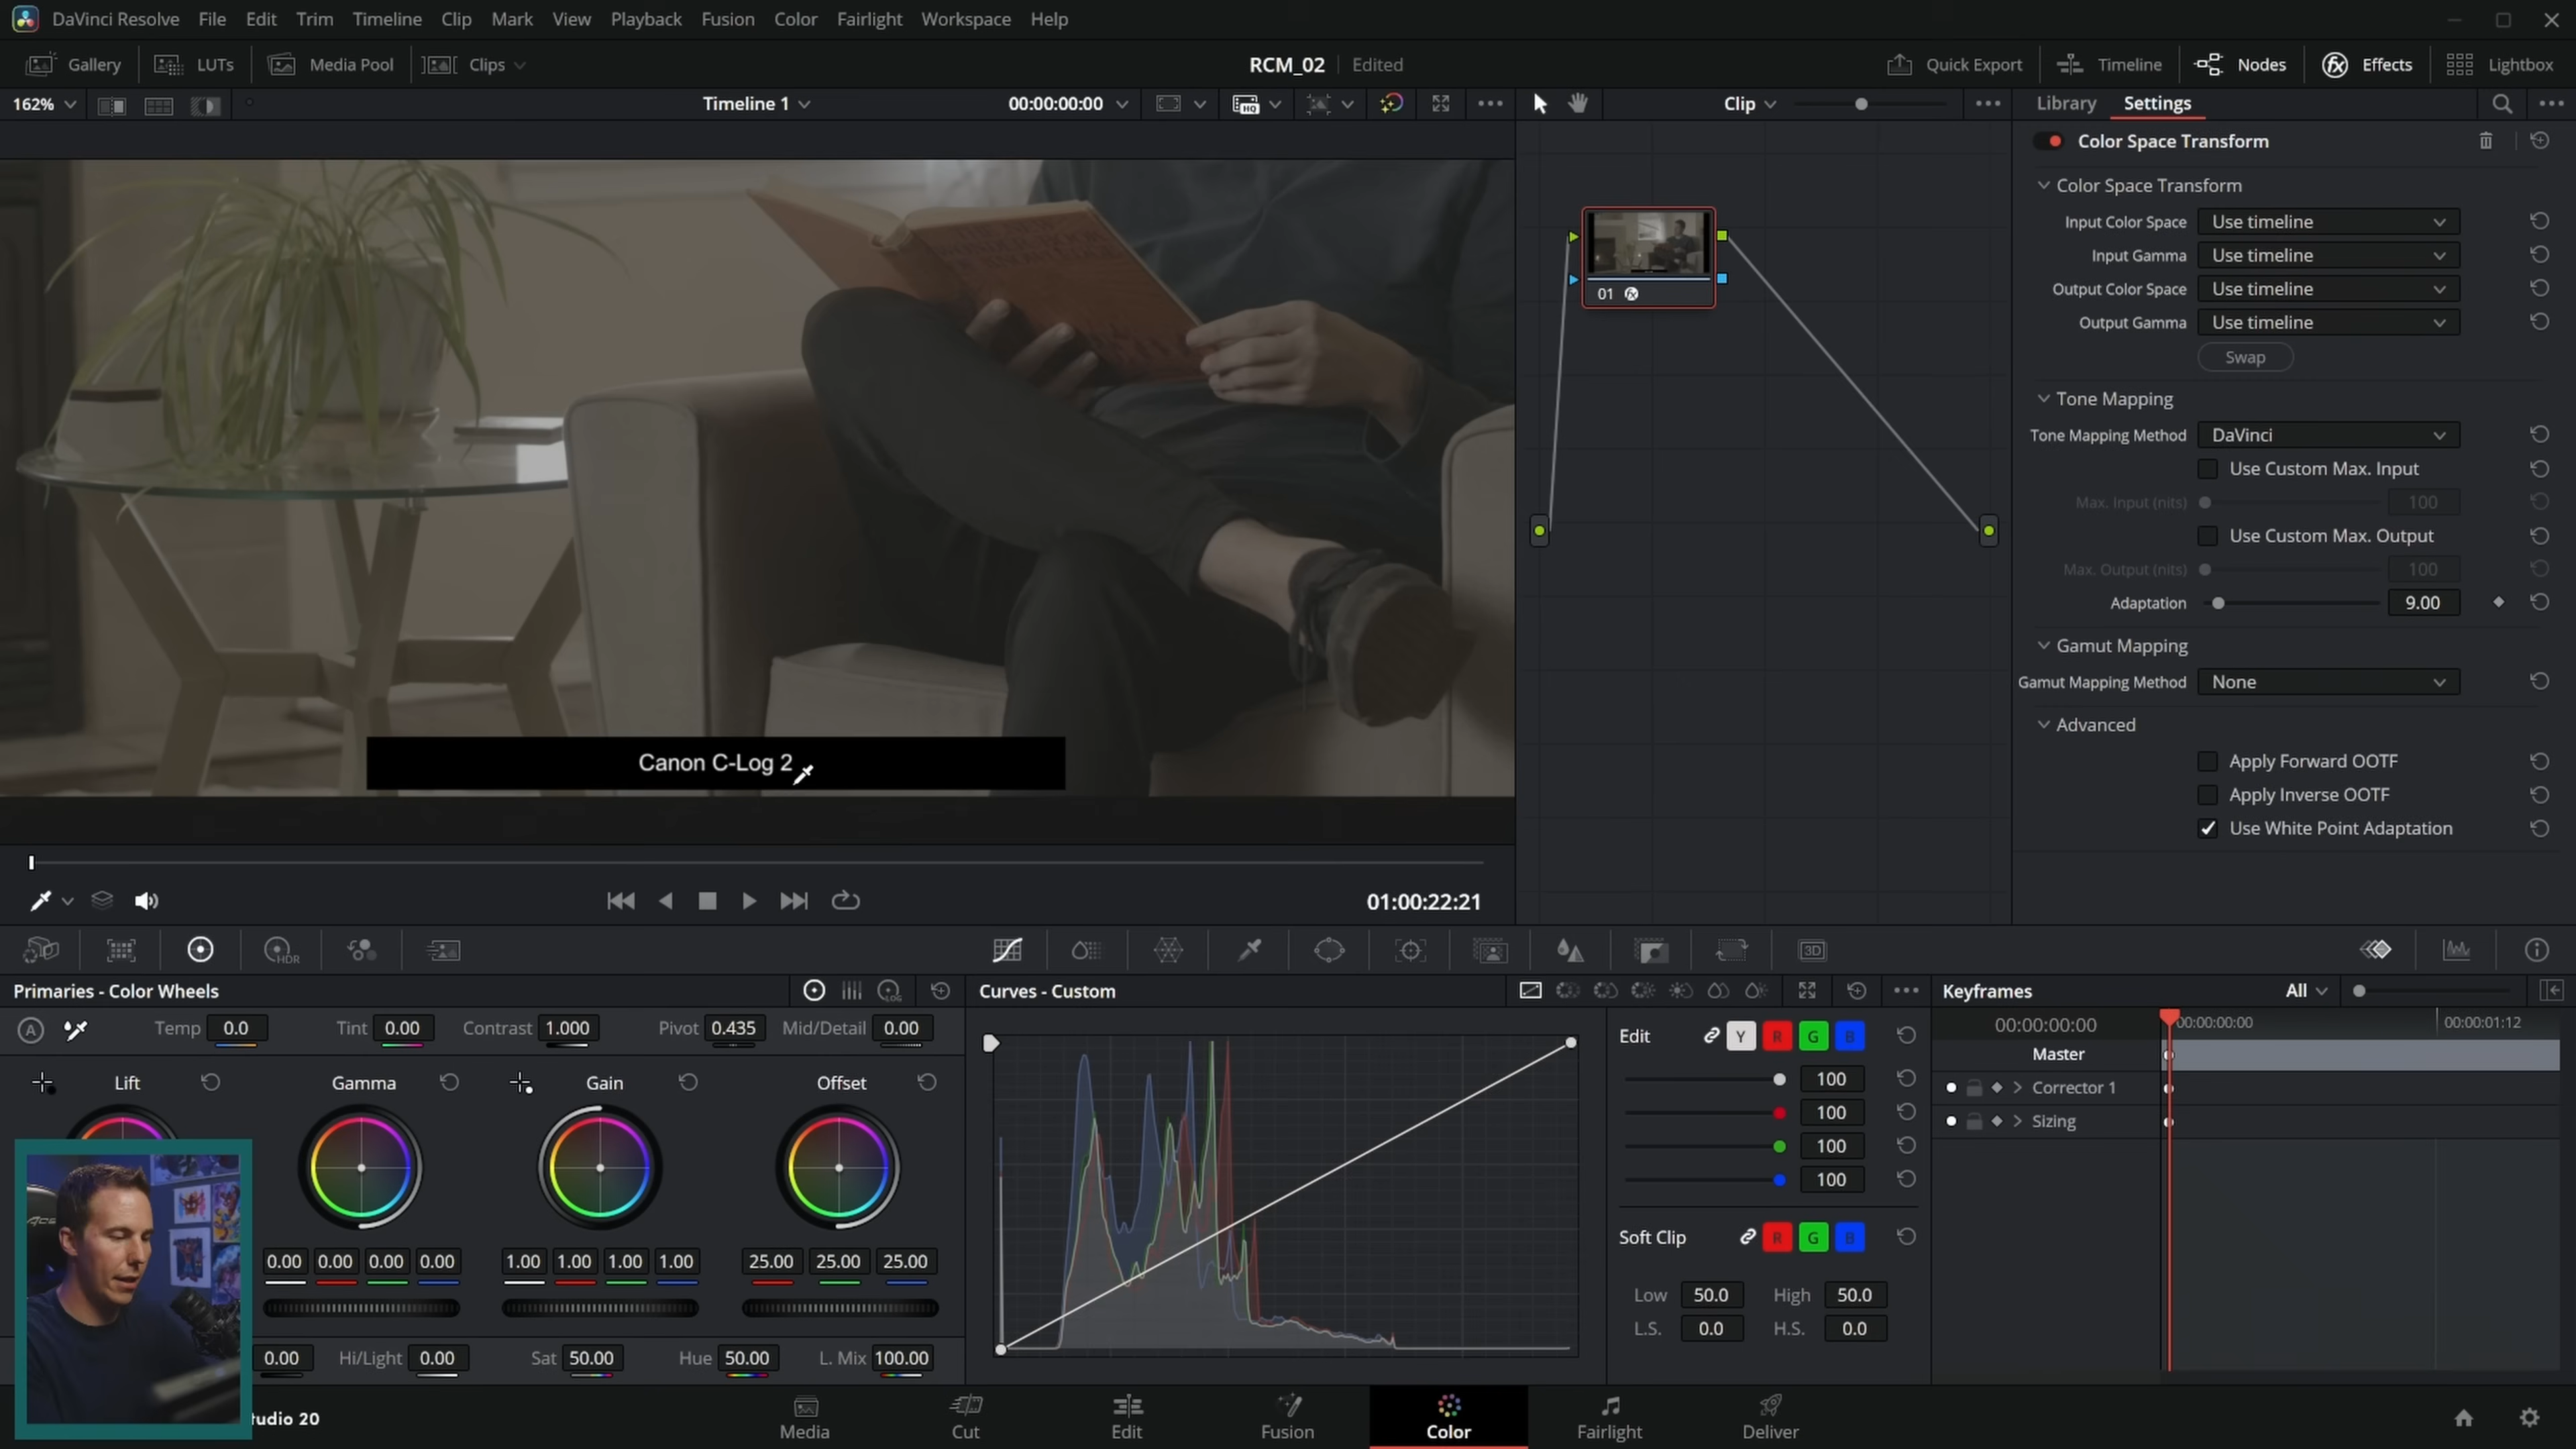 DaVinci Resolve File Edit Trim Timeline Clip Mark View Playback Fusion Color Fairlight Workspace Help
Gallery LUTs Media Pool Clips RCM_02 Edited Quick Export Timeline Nodes Effects Lightbox
162% Timeline 1 00:00:00:00 Clip Library Settings
Color Space Transform
Color Space Transform
Input Color Space Use timeline
Input Gamma Use timeline
Output Color Space Use timeline
Output Gamma Use timeline
Swap
01
Tone Mapping
Tone Mapping Method DaVinci
Use Custom Max. Input
Max. Input (nits) 100
Use Custom Max. Output
Max. Output (nits) 100
Adaptation 9.00
Gamut Mapping
Gamut Mapping Method None
Advanced
Apply Forward OOTF
Apply Inverse OOTF
Use White Point Adaptation
Canon C-Log 2
01:00:22:21
HDR 3D
Primaries - Color Wheels LOG
Temp 0.0 Tint 0.00 Contrast 1.000 Pivot 0.435 Mid/Detail 0.00
Lift Gamma Gain Offset
0.00 0.00 0.00 0.00 1.00 1.00 1.00 1.00 25.00 25.00 25.00
0.00 Hi/Light 0.00 Sat 50.00 Hue 50.00 L. Mix 100.00
Curves - Custom
Edit Y R G B
100
100
100
100
Soft Clip R G B
Low 50.0 High 50.0
L.S. 0.0 H.S. 0.0
Keyframes All
00:00:00:00 00:00:00:00 00:00:01:12
Master
Corrector 1
Sizing
tudio 20
Media Cut Edit Fusion Color Fairlight Deliver